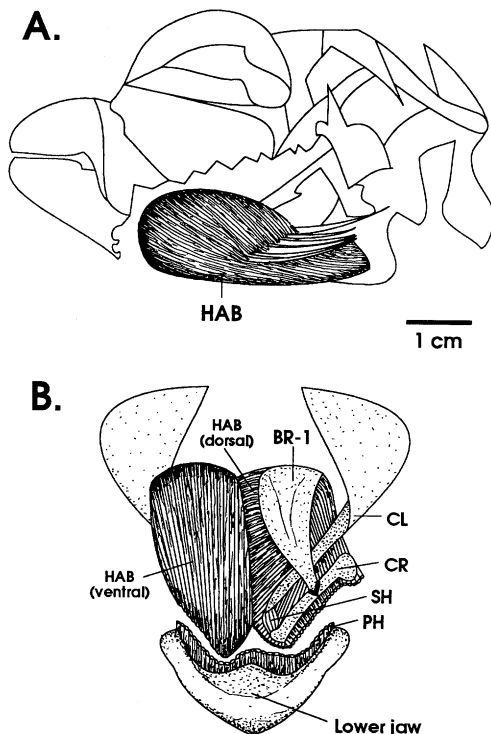 A.
HAB
1 cm
B.
HAB
(dorsal)
BR-1
CL
CR
HAB
(ventral)
SH
PH
Lower jaw